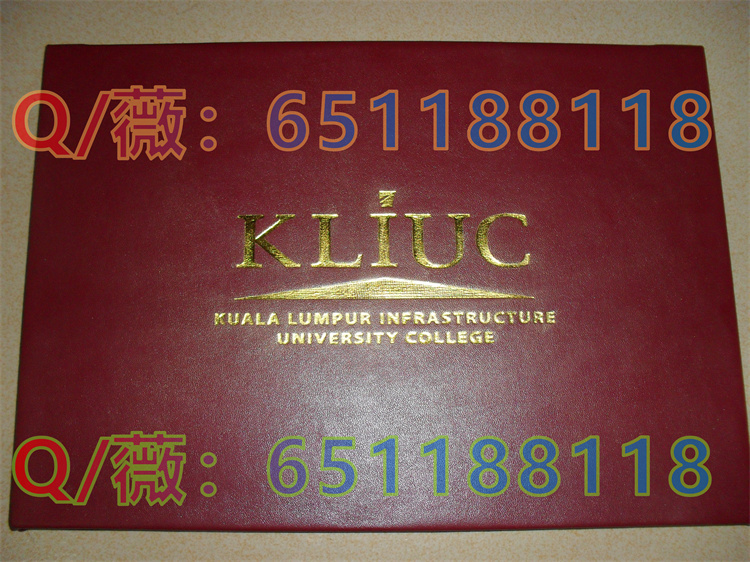 Q/薇：651188118
KLIUC
KUALA LUMPUR INFRASTRUCTURE
UNIVERSITY COLLEGE
Q/薇：651188118